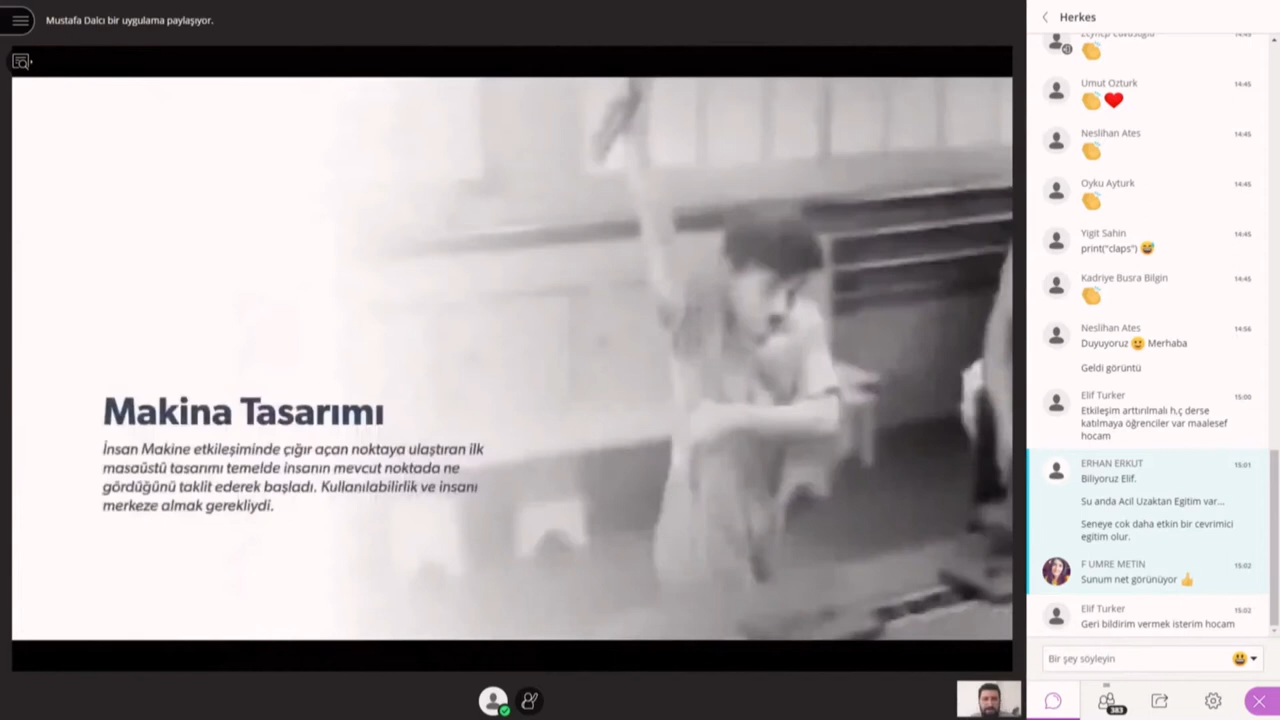 Mustafa Dalcı bir uygulama paylaşıyor.
Makina Tasarımı
İnsan Makine etkileşiminde çığır açan noktaya ulaştıran ilk
masaüstü tasarımı temelde insanın mevcut noktada ne
gördüğünü taklit ederek başladı. Kullanılabilirlik ve insanı
merkeze almak gerekliydi.
Herkes
Umut Ozturk 14:45
Neslihan Ates 14:45
Oyku Ayturk 14:45
Yigit Sahin 14:45
print("claps")
Kadriye Busra Bilgin 14:45
Neslihan Ates 14:56
Duyuyoruz Merhaba
Geldi görüntü
Elif Turker 15:00
Etkileşim arttırılmalı h,ç derse
katılmaya öğrenciler var maalesef
hocam
ERHAN ERKUT 15:01
Biliyoruz Elif.
Su anda Acil Uzaktan Egitim var...
Seneye cok daha etkin bir cevrimici
egitim olur.
F UMRE METİN 15:02
Sunum net görünüyor
Elif Turker 15:02
Geri bildirim vermek isterim hocam
Bir şey söyleyin
383